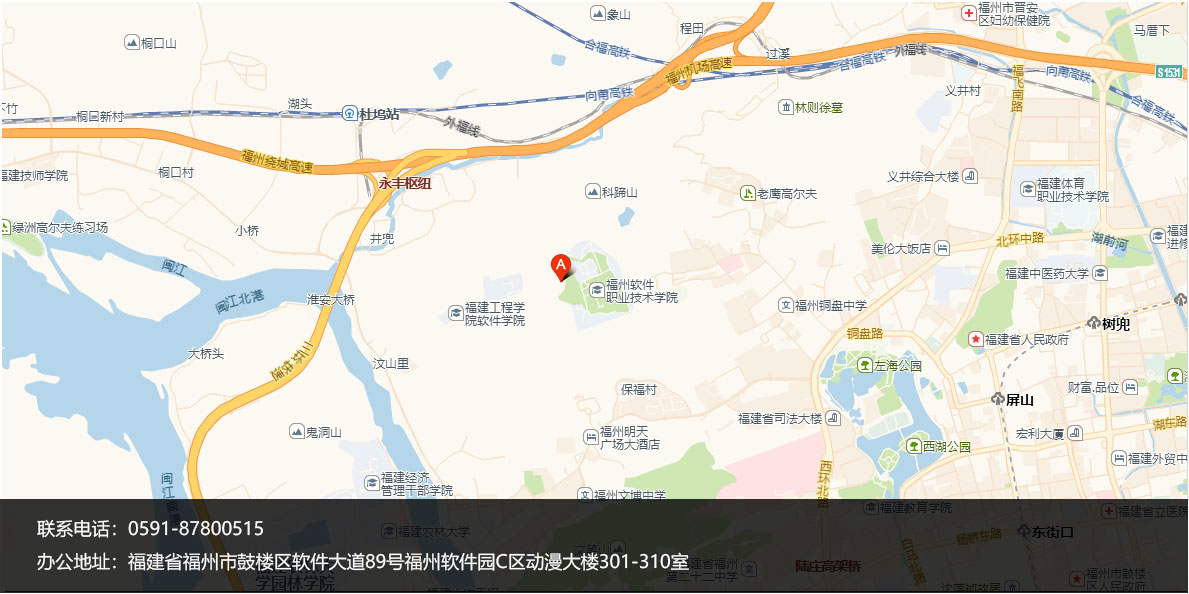 象山
福州市晋安
区妇幼保健院
桐口山
程田
马厝下
合福高铁
过溪
外福线
合福高铁
福州机场高速
向莆高铁
S1531
福飞南路
义井村
向莆高铁
合福高铁
湖头
杜坞站
桐口新村
外福线
林则徐墓
福州绕城高速
桐口村
福建技师学院
永丰枢纽
科蹄山
老鹰高尔夫
义井综合大楼
福建体育
职业技术学院
绿洲高尔夫练习场
小桥
井兜
美伦大饭店
北环中路
湖前河
福建
进修
闽江
A
福州软件
职业技术学院
福建中医药大学
闽江北港
淮安大桥
福建工程学
院软件学院
福州铜盘中学
树兜
铜盘路
福建省人民政府
大桥头
三环快速
汶山里
左海公园
保福村
财富.品位
屏山
福建省司法大楼
鬼洞山
福州明天
广场大酒店
宏利大厦
湖东路
西湖公园
福建外贸中
福建经济
管理干部学院
西环北路
福州文博中学
福建教育学院
福建省立医院
联系电话：0591-87800515
福建农林大学
杨桥东路
东街口
办公地址：福建省福州市鼓楼区软件大道89号福州软件园C区动漫大楼301-310室
陆庄高架桥
福州市鼓楼
区人民政府
学园林学院